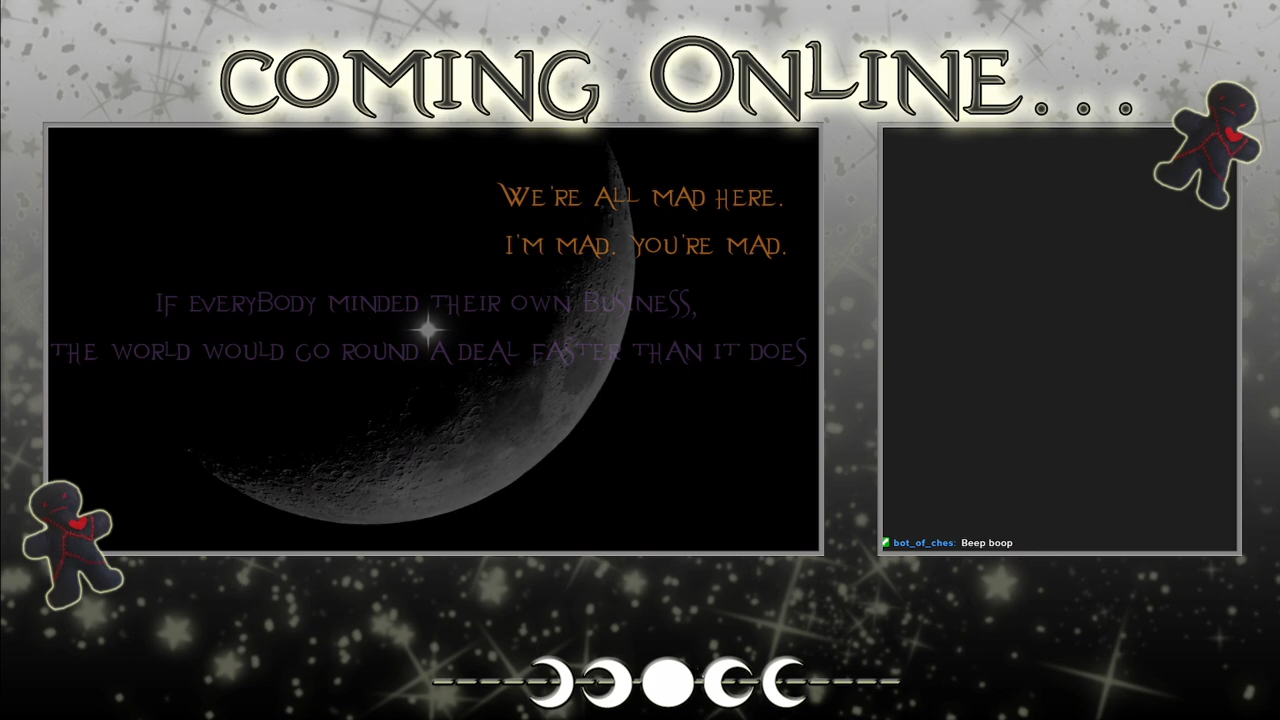 COMING ONLINE...
WE'RE ALL MAD HERE.
I'M MAD. YOU'RE MAD.
IF EVERYBODY MINDED THEIR OWN BUSINESS,
THE WORLD WOULD GO ROUND A DEAL FASTER THAN IT DOES
bot_of_ches: Beep boop